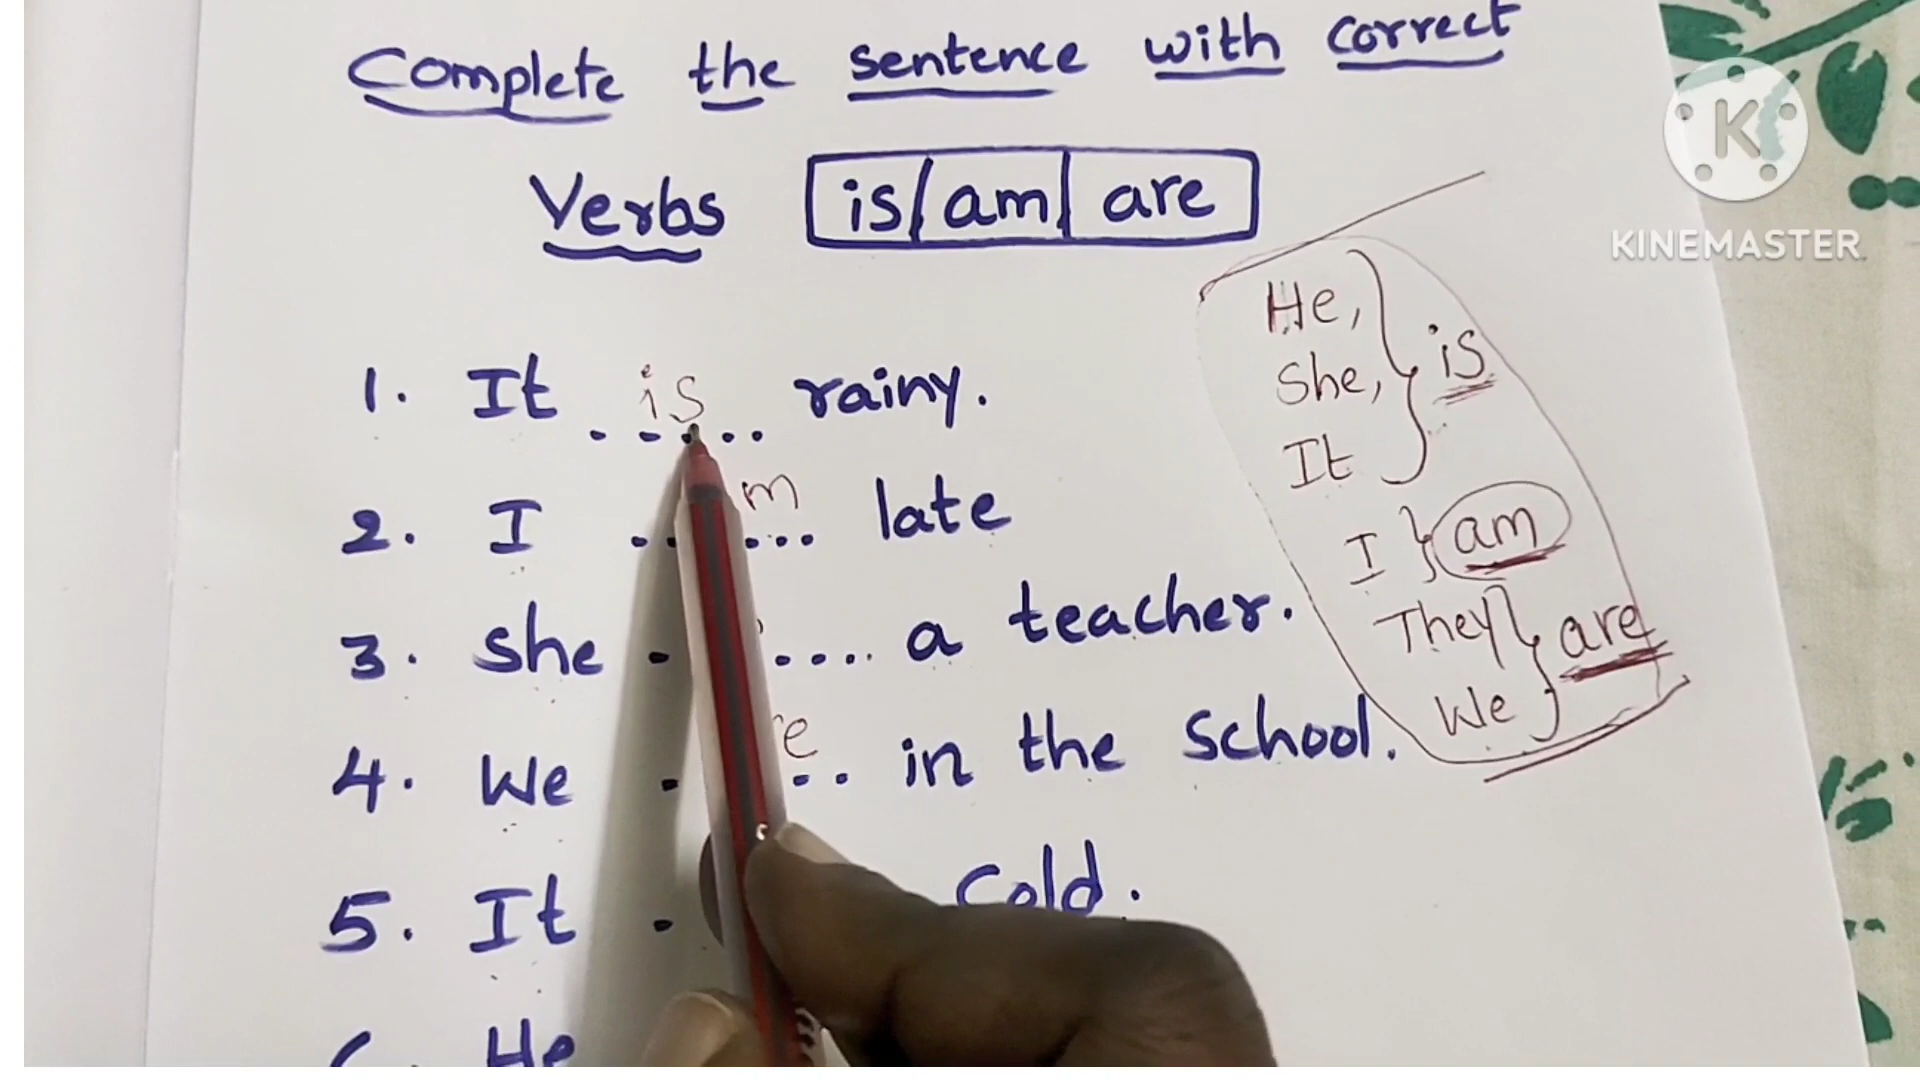 Complete the sentence with correct
Verbs is/am/are
K
KINEMASTER
1. It is rainy.
2. I ...... late
3. She a teacher.
4. We in the school.
5. It Cold.
He
He,
She,
It
is
I
am
They
We
are